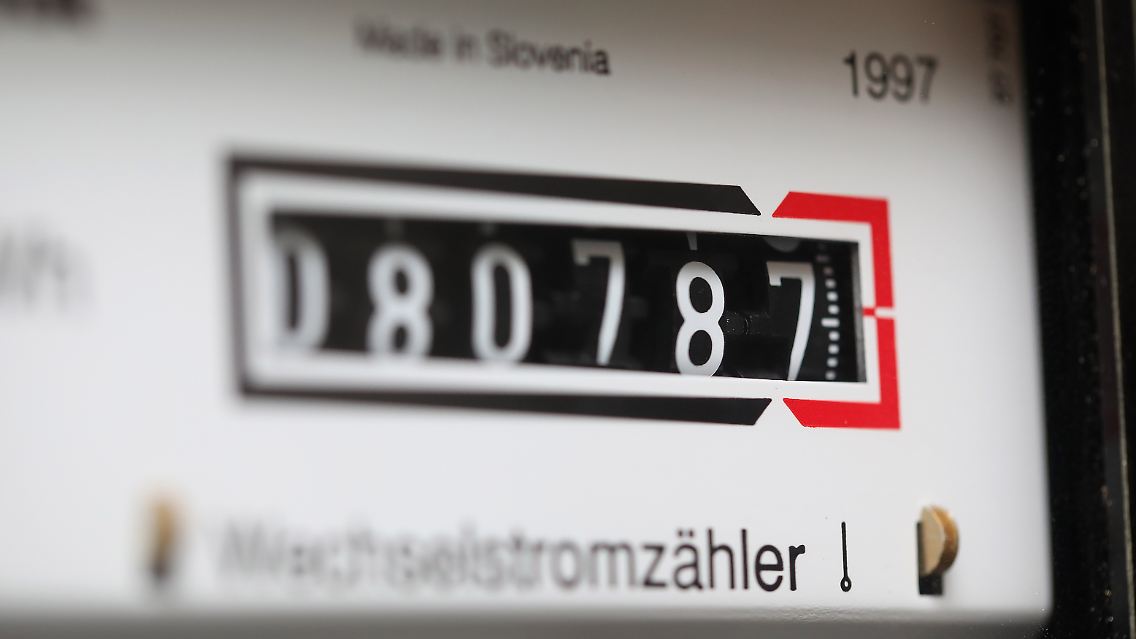 Made in Slovenia
1997
080787
Wechselstromzähler